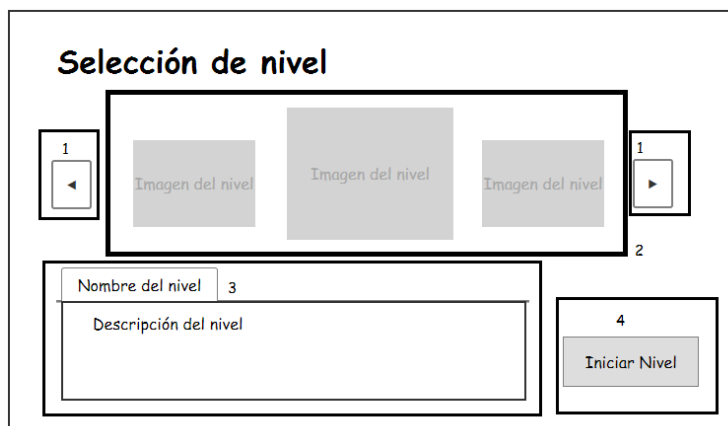 Selección de nivel
1
1
Imagen del nivel
Imagen del nivel
Imagen del nivel
2
Nombre del nivel
3
Descripción del nivel
4
Iniciar Nivel